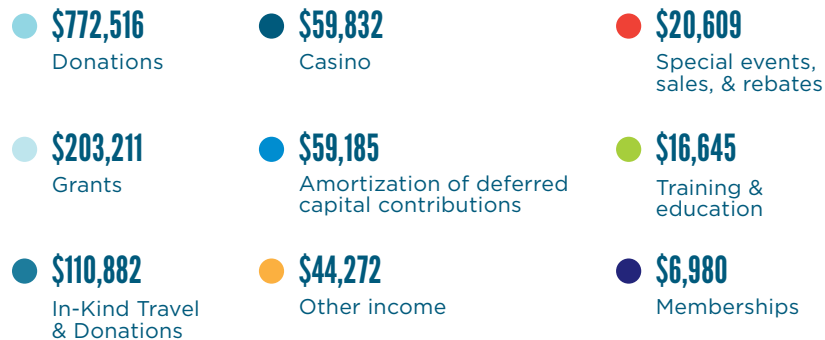 $772,516
Donations
$59,832
Casino
$20,609
Special events,
sales, & rebates
$203,211
Grants
$59,185
Amortization of deferred
capital contributions
$16,645
Training &
education
$110,882
In-Kind Travel
& Donations
$44,272
Other income
$6,980
Memberships